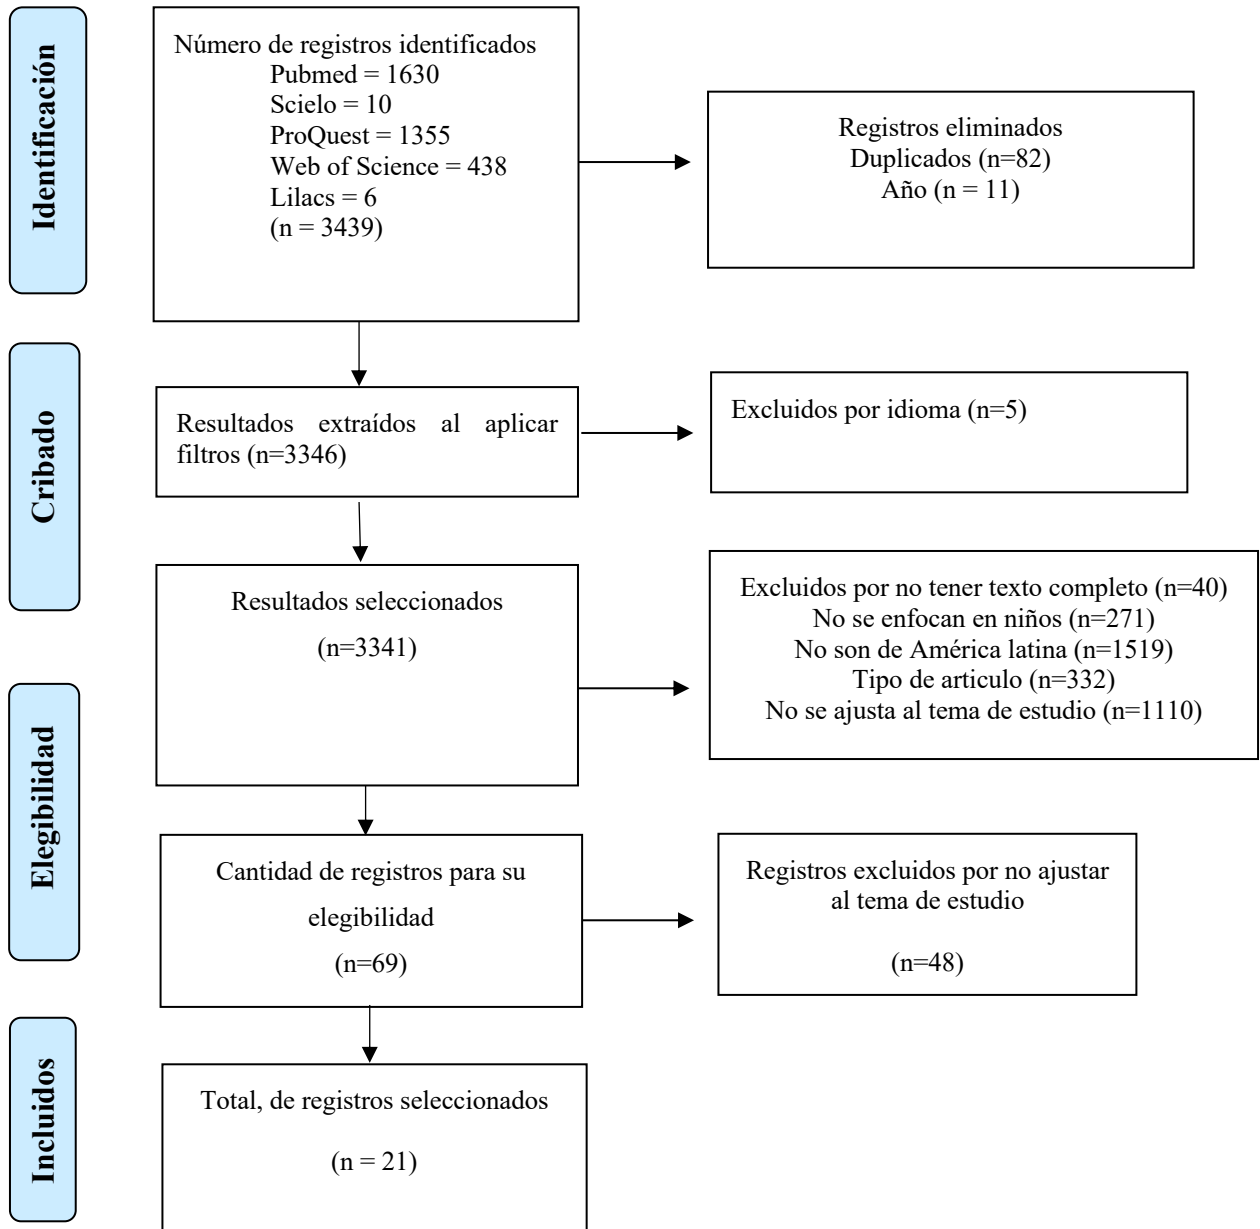 Identificación
Número de registros identificados
Pubmed = 1630
Scielo = 10
ProQuest = 1355
Web of Science = 438
Lilacs = 6
(n = 3439)
Registros eliminados
Duplicados (n=82)
Año (n = 11)
Cribado
Resultados extraídos al aplicar
filtros (n=3346)
Excluidos por idioma (n=5)
Resultados seleccionados
(n=3341)
Excluidos por no tener texto completo (n=40)
No se enfocan en niños (n=271)
No son de América latina (n=1519)
Tipo de articulo (n=332)
No se ajusta al tema de estudio (n=1110)
Elegibilidad
Cantidad de registros para su
elegibilidad
(n=69)
Registros excluidos por no ajustar
al tema de estudio
(n=48)
Incluidos
Total, de registros seleccionados
(n = 21)